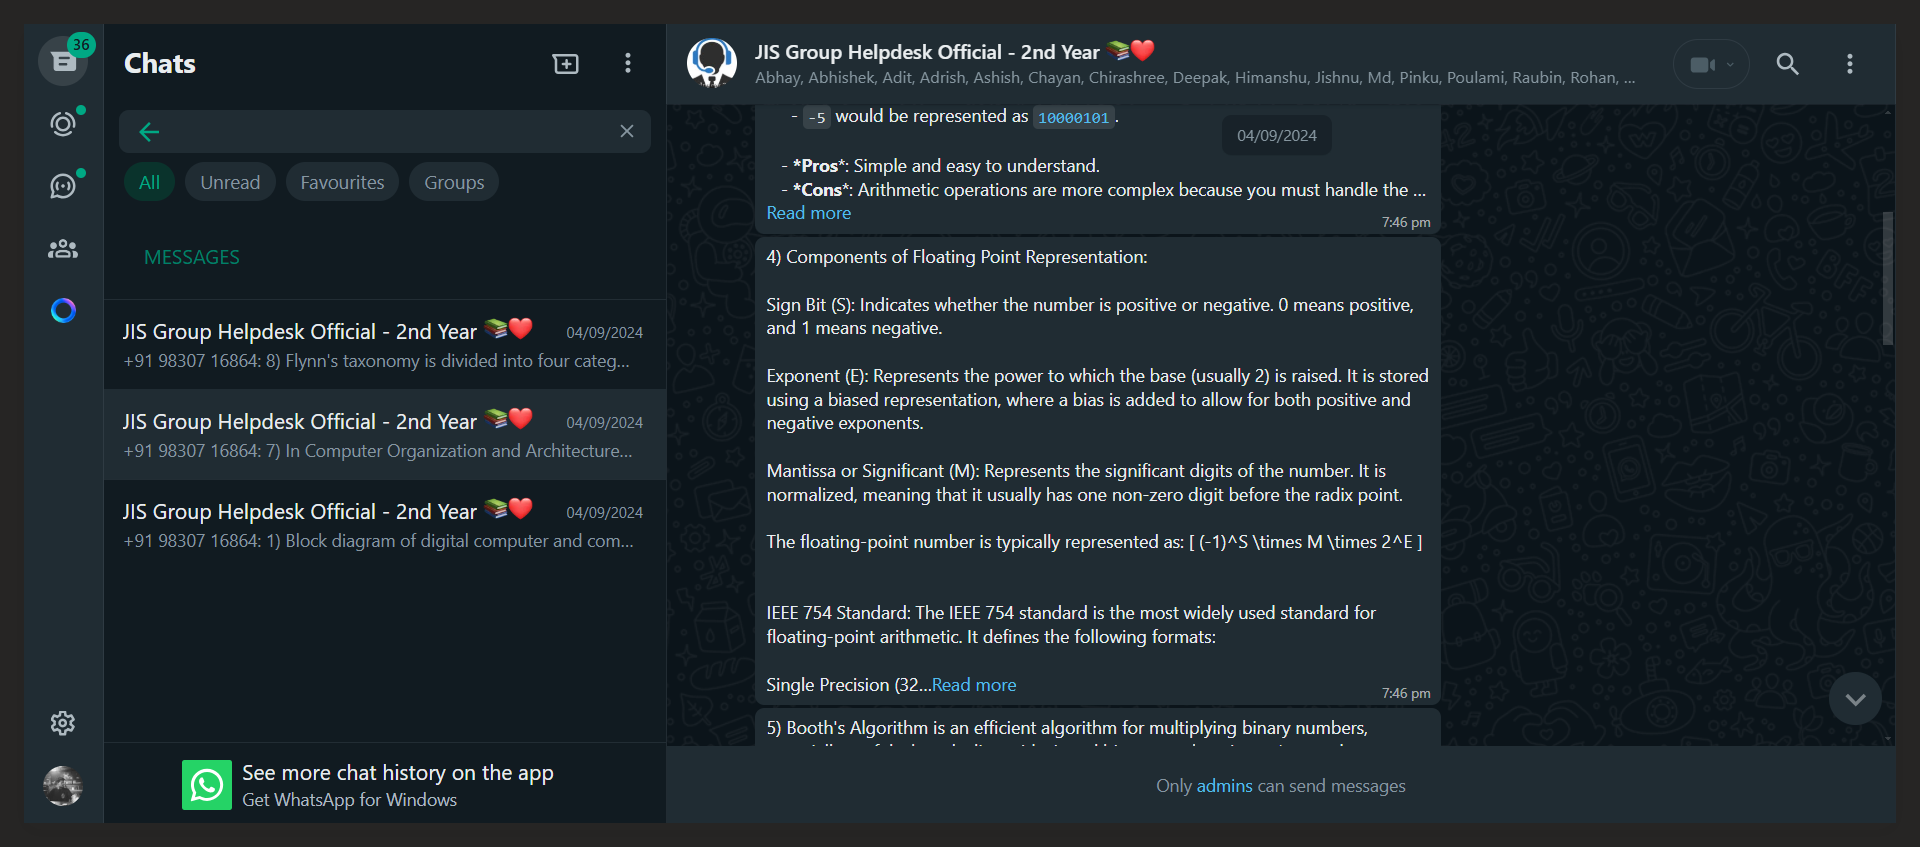 36
Chats
All
Unread
Favourites
Groups
MESSAGES
JIS Group Helpdesk Official - 2nd Year 📚❤️ 04/09/2024
+91 98307 16864: 8) Flynn's taxonomy is divided into four categ...
JIS Group Helpdesk Official - 2nd Year 📚❤️ 04/09/2024
+91 98307 16864: 7) In Computer Organization and Architecture...
JIS Group Helpdesk Official - 2nd Year 📚❤️ 04/09/2024
+91 98307 16864: 1) Block diagram of digital computer and com...
See more chat history on the app
Get WhatsApp for Windows
JIS Group Helpdesk Official - 2nd Year 📚❤️
Abhay, Abhishek, Adit, Adrish, Ashish, Chayan, Chirashree, Deepak, Himanshu, Jishnu, Md, Pinku, Poulami, Raubin, Rohan, ...
- -5 would be represented as 10000101.
04/09/2024
- *Pros*: Simple and easy to understand.
- *Cons*: Arithmetic operations are more complex because you must handle the ...
Read more
7:46 pm
4) Components of Floating Point Representation:
Sign Bit (S): Indicates whether the number is positive or negative. 0 means positive,
and 1 means negative.
Exponent (E): Represents the power to which the base (usually 2) is raised. It is stored
using a biased representation, where a bias is added to allow for both positive and
negative exponents.
Mantissa or Significant (M): Represents the significant digits of the number. It is
normalized, meaning that it usually has one non-zero digit before the radix point.
The floating-point number is typically represented as: [ (-1)^S \times M \times 2^E ]
IEEE 754 Standard: The IEEE 754 standard is the most widely used standard for
floating-point arithmetic. It defines the following formats:
Single Precision (32...Read more
7:46 pm
5) Booth's Algorithm is an efficient algorithm for multiplying binary numbers,
Only admins can send messages